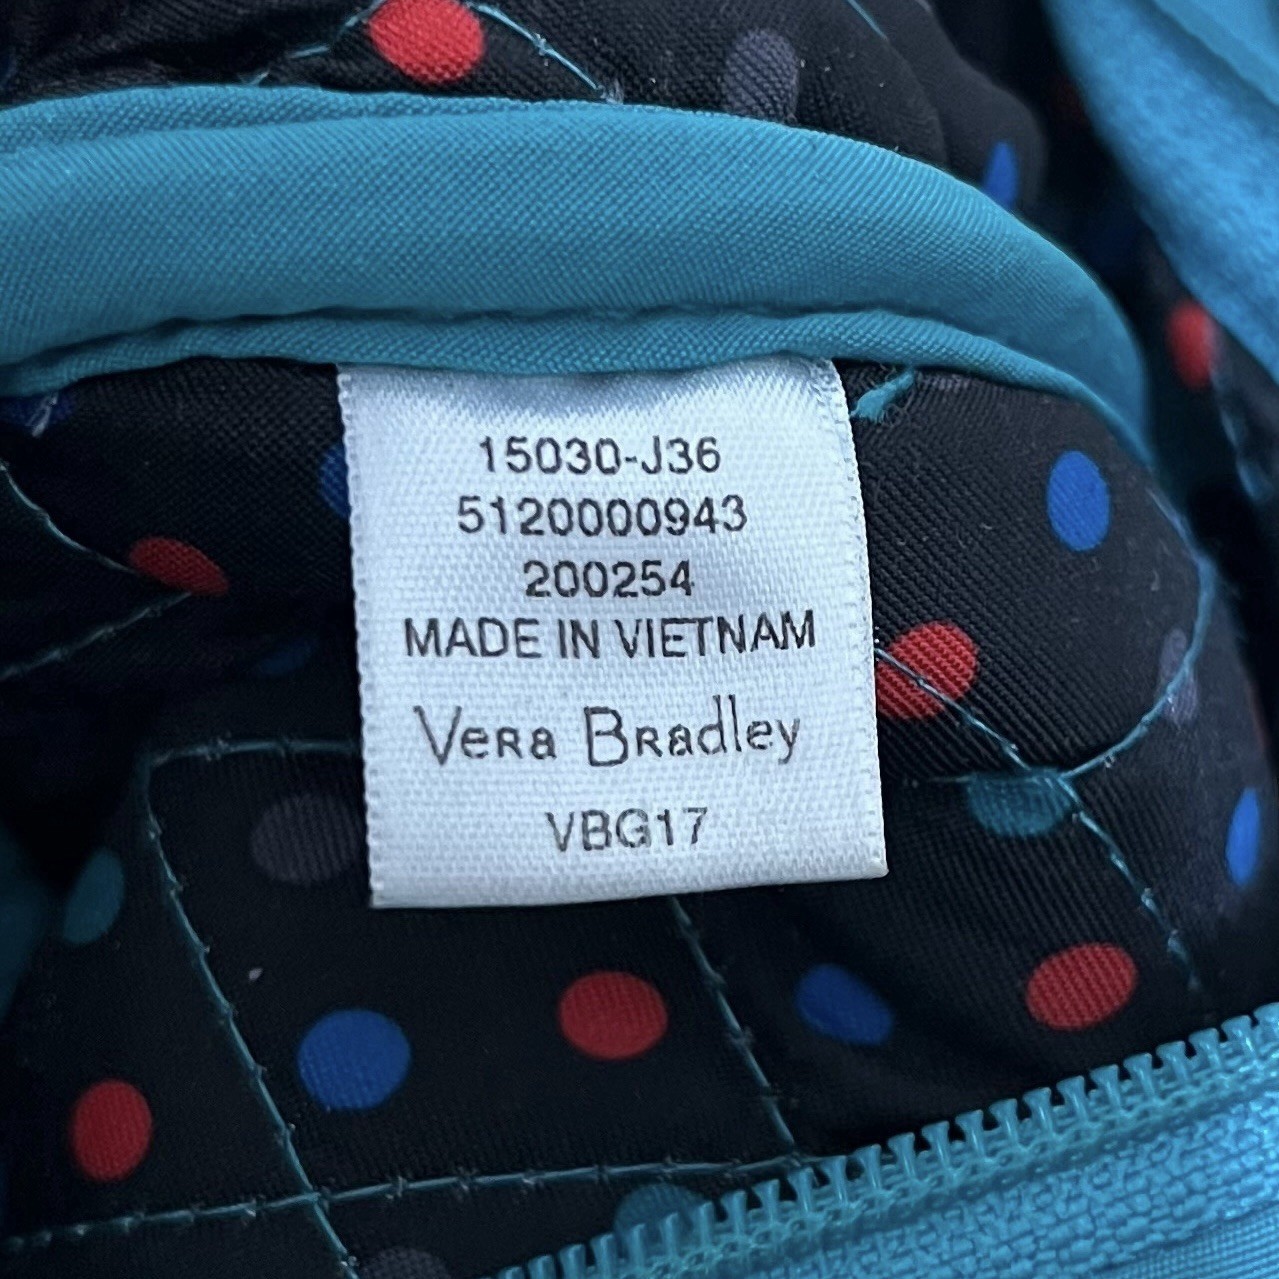 15030-J36
5120000943
200254
MADE IN VIETNAM
Vera Bradley
VBG17